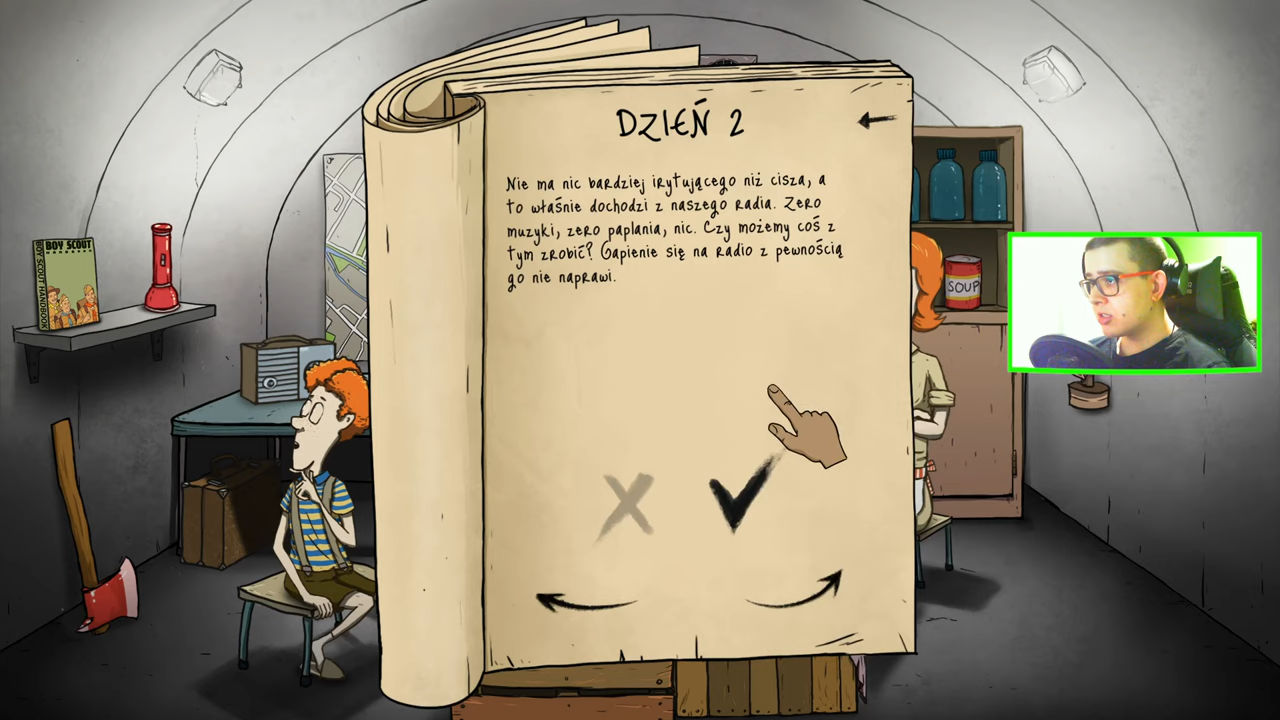 DZIEŃ 2
Nie ma nic bardziej irytującego niż cisza, a
to właśnie dochodzi z naszego radia. Zero
muzyki, zero paplania, nic. Czy możemy coś z
tym zrobić? Gapienie się na radio z pewnością
go nie naprawi.
BOY SCOUT
BOY SCOUT HANDBOOK
SOUP